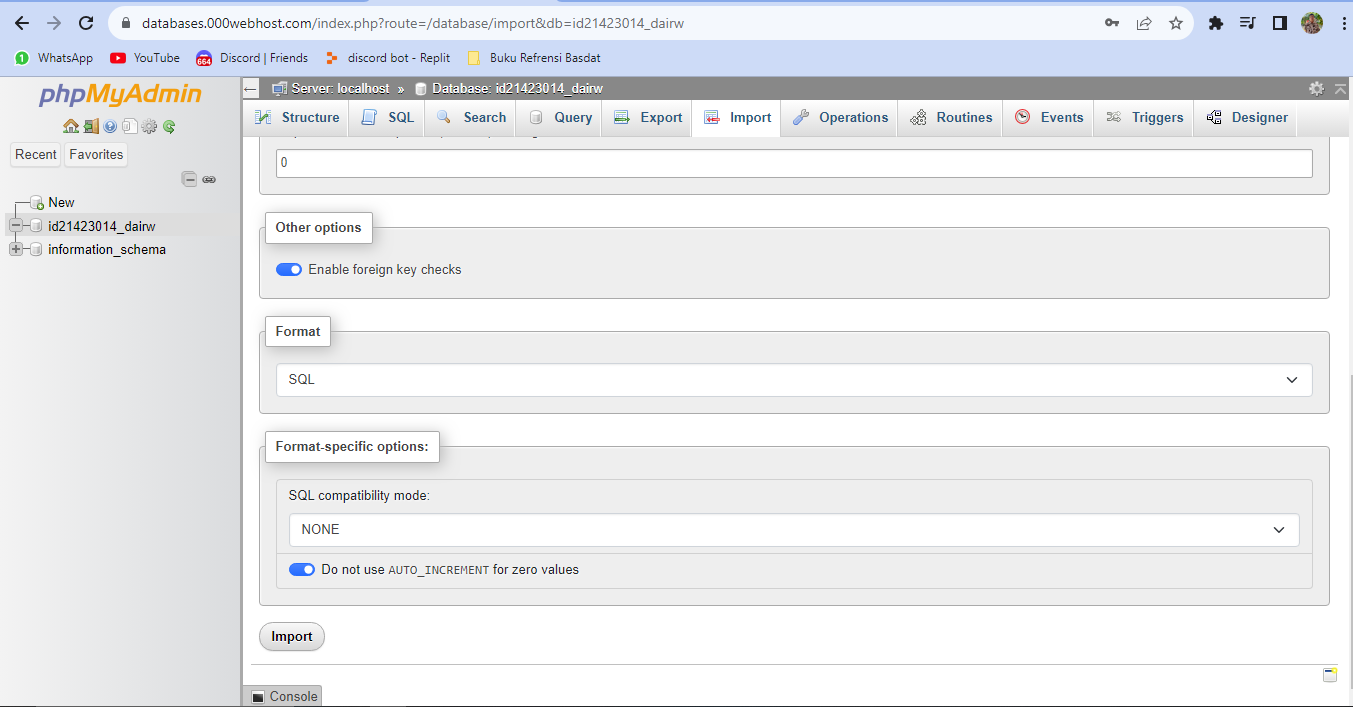 databases.000webhost.com/index.php?route=/database/import&db=id21423014_dairw
1 WhatsApp YouTube 664 Discord | Friends discord bot - Replit Buku Refrensi Basdat
phpMyAdmin
Recent Favorites
New
id21423014_dairw
information_schema
Server: localhost » Database: id21423014_dairw
Structure SQL Search Query Export Import Operations Routines Events Triggers Designer
0
Other options
Enable foreign key checks
Format
SQL
Format-specific options:
SQL compatibility mode:
NONE
Do not use AUTO_INCREMENT for zero values
Import
Console